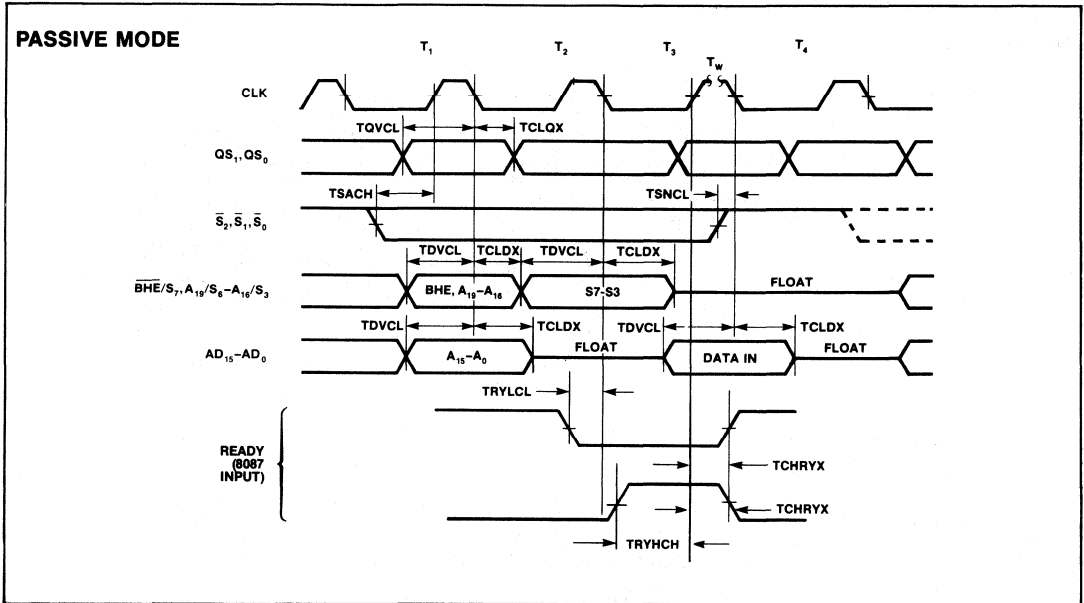 PASSIVE MODE
T₁ T₂ T₃ T₄
T_W
CLK
TQVCL TCLQX
QS₁, QS₀
TSACH TSNCL
S̅₂, S̅₁, S̅₀
TDVCL TCLDX TDVCL TCLDX
B̅H̅E̅/S₇, A₁₉/S₆–A₁₆/S₃ BHE, A₁₉–A₁₆ S7-S3 FLOAT
TDVCL TCLDX TDVCL TCLDX
AD₁₅–AD₀ A₁₅–A₀ FLOAT DATA IN FLOAT
TRYLCL
READY
(8087
INPUT)
TCHRYX
TCHRYX
TRYHCH